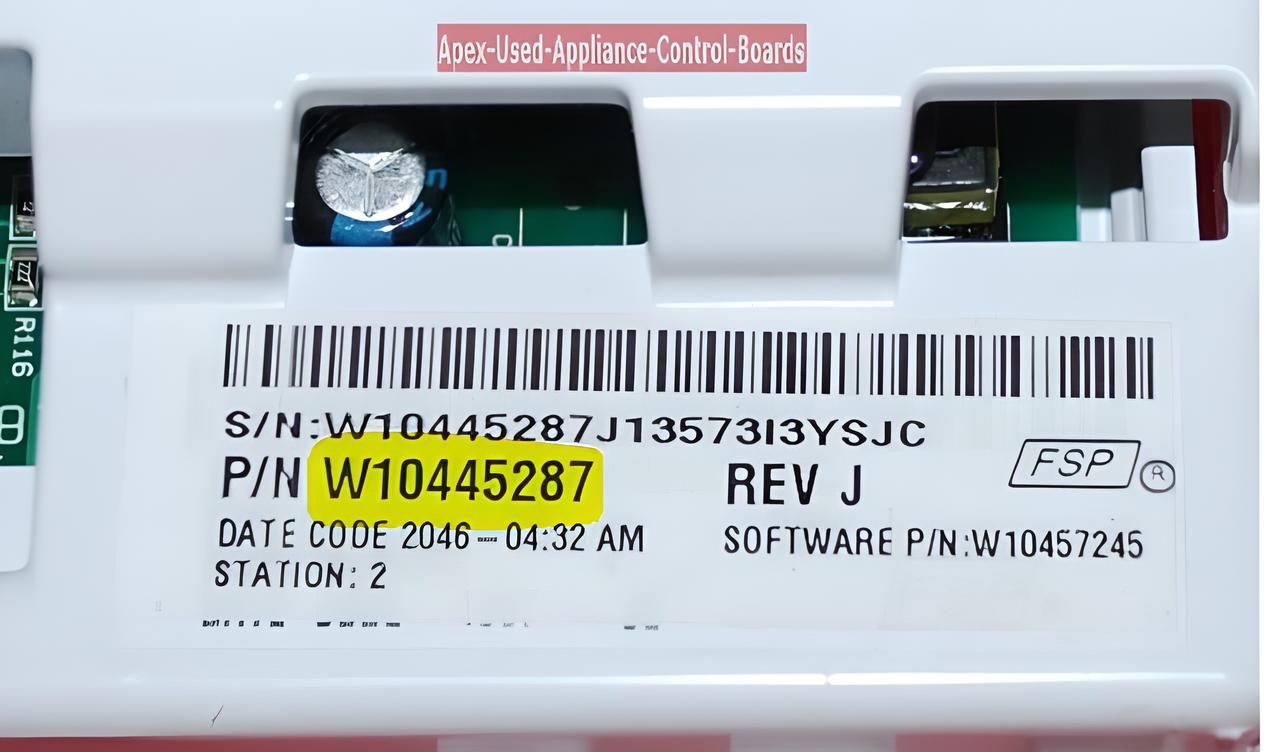 Apex-Used-Appliance-Control-Boards
R116
S/N:W10445287J13573I3YSJC
P/N W10445287 REV J FSP ®
DATE CODE 2046 --- 04:32 AM SOFTWARE P/N:W10457245
STATION: 2